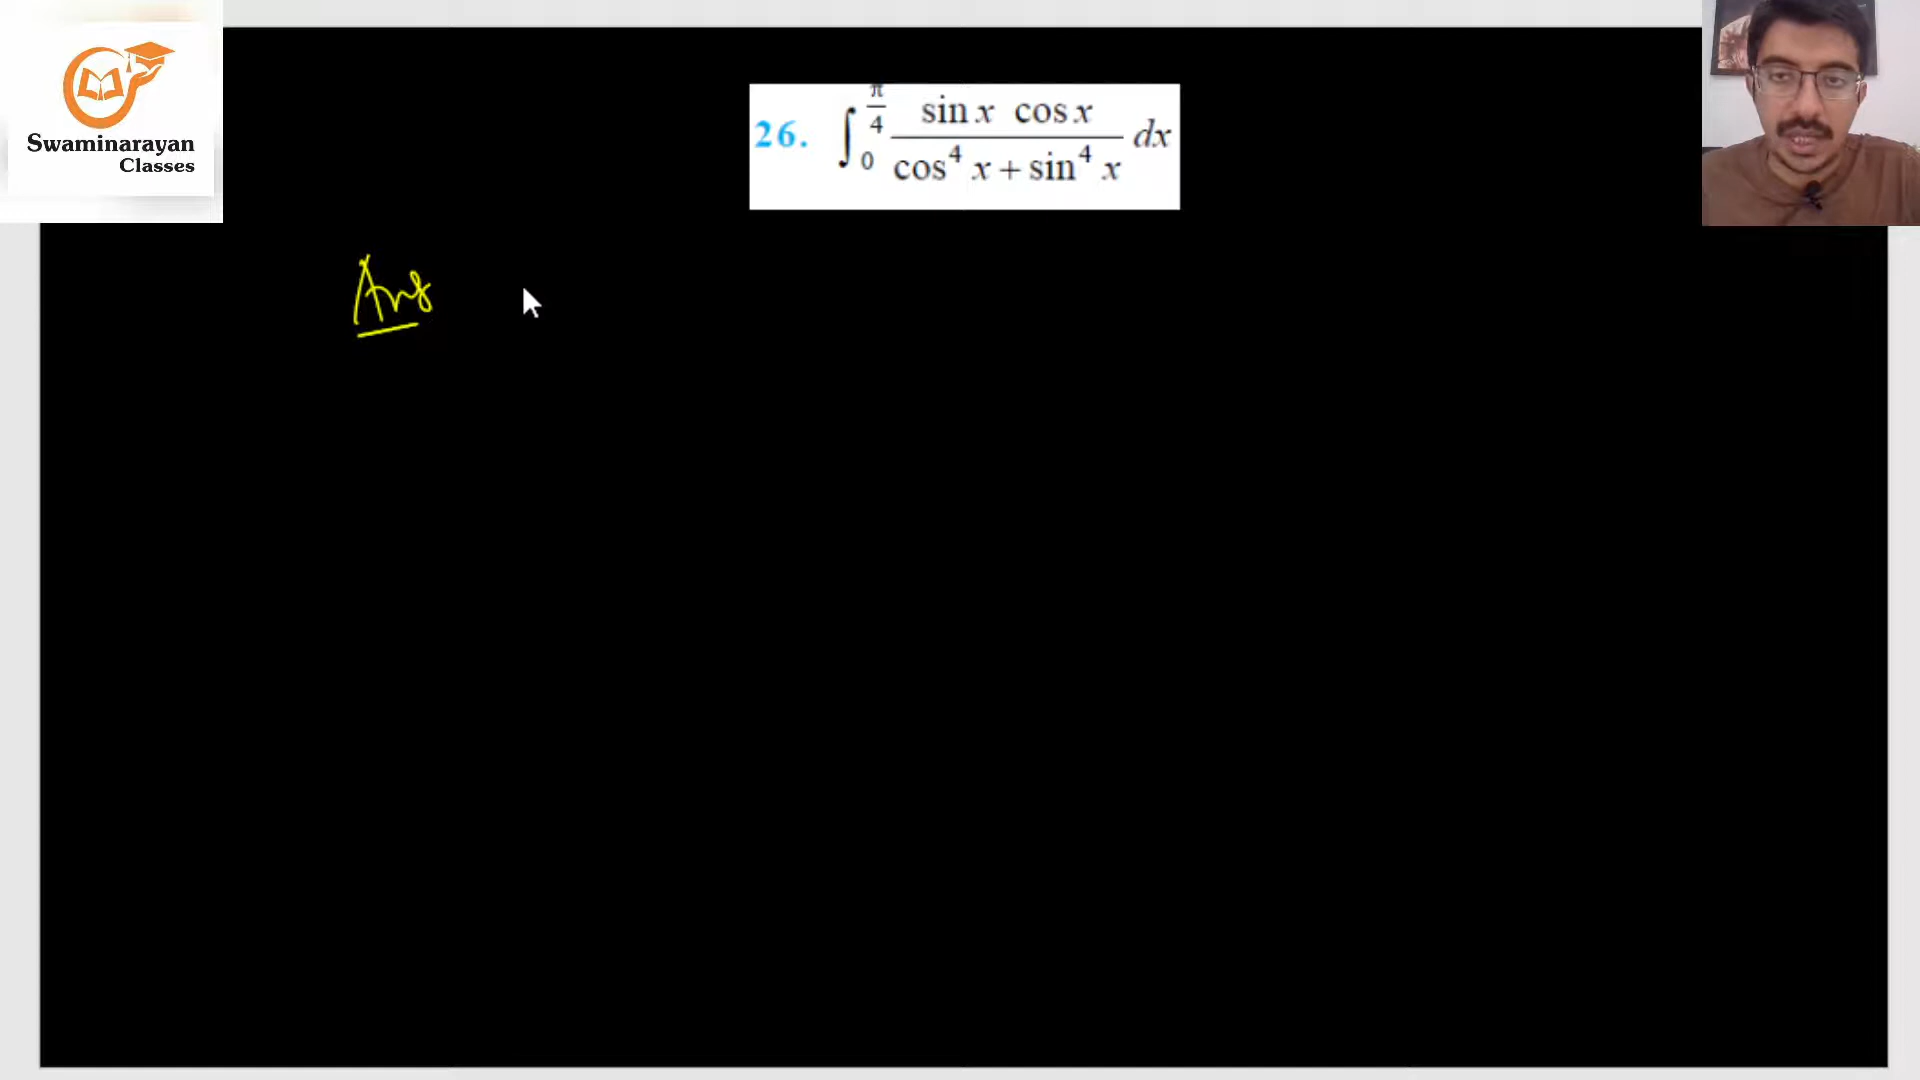 Swaminarayan
Classes
26. ∫₀^{π/4} (sin x cos x)/(cos⁴ x + sin⁴ x) dx
Ans